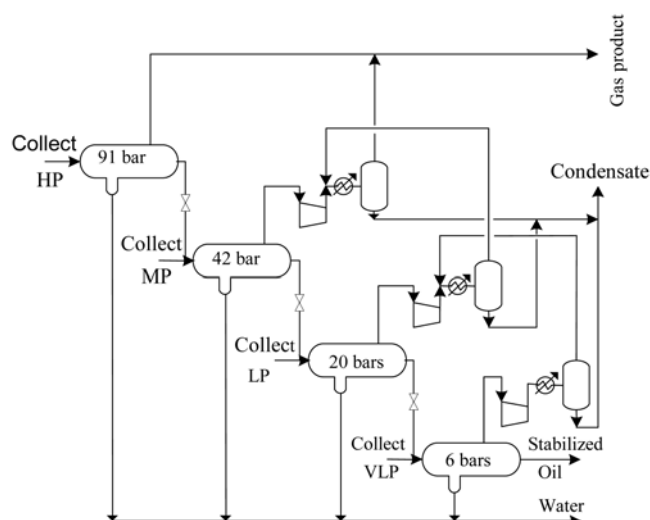 Gas product
Collect
HP
91 bar
Condensate
Collect
MP
42 bar
Collect
LP
20 bars
Collect
VLP
6 bars
Stabilized
Oil
Water